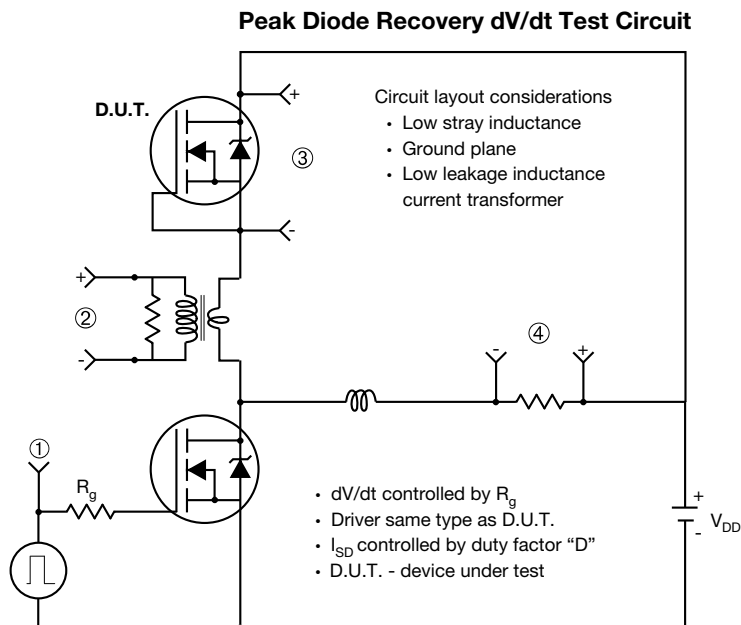 Peak Diode Recovery dV/dt Test Circuit
D.U.T.
+
Circuit layout considerations
• Low stray inductance
• Ground plane
• Low leakage inductance
current transformer
③
-
+
②
-
④
-
+
①
R_g
• dV/dt controlled by R_g
• Driver same type as D.U.T.
• I_SD controlled by duty factor “D”
• D.U.T. - device under test
+
V_DD
-